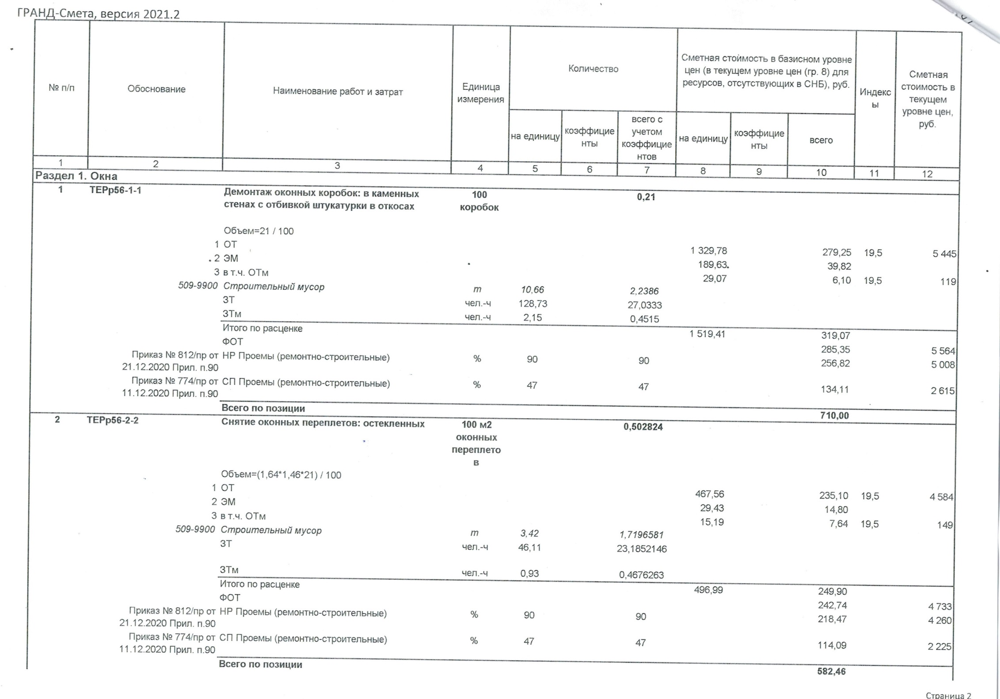 ГРАНД-Смета, версия 2021.2
№ п/п
Обоснование
Наименование работ и затрат
Единица
измерения
Количество
Сметная стоимость в базисном уровне
цен (в текущем уровне цен (гр. 8) для
ресурсов, отсутствующих в СНБ), руб.
Индекс
ы
Сметная
стоимость в
текущем
уровне цен,
руб.
на единицу
коэффицие
нты
всего с
учетом
коэффицие
нтов
на единицу
коэффицие
нты
всего
1 2 3 4 5 6 7 8 9 10 11 12
Раздел 1. Окна
1 ТЕРр56-1-1 Демонтаж оконных коробок: в каменных 100 0,21
стенах с отбивкой штукатурки в откосах коробок
Объем=21 / 100
1 ОТ 1 329,78 279,25 19,5 5 445
2 ЭМ 189,63 39,82
3 в т.ч. ОТм 29,07 6,10 19,5 119
509-9900 Строительный мусор т 10,66 2,2386
ЗТ чел.-ч 128,73 27,0333
ЗТм чел.-ч 2,15 0,4515
Итого по расценке 1 519,41 319,07
ФОТ 285,35 5 564
Приказ № 812/пр от НР Проемы (ремонтно-строительные) % 90 90 256,82 5 008
21.12.2020 Прил. п.90
Приказ № 774/пр от СП Проемы (ремонтно-строительные) % 47 47 134,11 2 615
11.12.2020 Прил. п.90
Всего по позиции 710,00
2 ТЕРр56-2-2 Снятие оконных переплетов: остекленных 100 м2 0,502824
оконных
переплето
в
Объем=(1,64*1,46*21) / 100
1 ОТ 467,56 235,10 19,5 4 584
2 ЭМ 29,43 14,80
3 в т.ч. ОТм 15,19 7,64 19,5 149
509-9900 Строительный мусор т 3,42 1,7196581
ЗТ чел.-ч 46,11 23,1852146
ЗТм чел.-ч 0,93 0,4676263
Итого по расценке 496,99 249,90
ФОТ 242,74 4 733
Приказ № 812/пр от НР Проемы (ремонтно-строительные) % 90 90 218,47 4 260
21.12.2020 Прил. п.90
Приказ № 774/пр от СП Проемы (ремонтно-строительные) % 47 47 114,09 2 225
11.12.2020 Прил. п.90
Всего по позиции 582,46
Страница 2